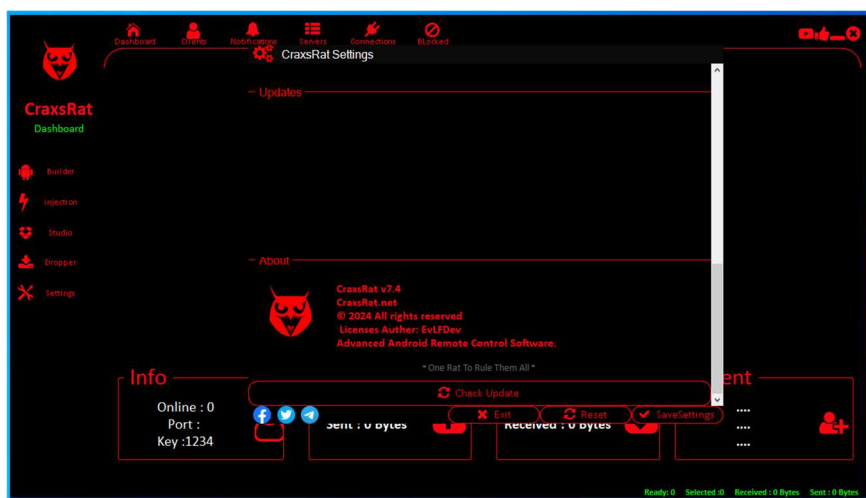 Dashboard
Clients
Notifications
Servers
Connections
BLocked
CraxsRat Settings
Updates
CraxsRat
Dashboard
Builder
Injection
Studio
Dropper
Settings
About
CraxsRat v7.4
CraxsRat.net
© 2024 All rights reserved
Licenses Auther: EvLFDev
Advanced Android Remote Control Software.
" One Rat To Rule Them All "
Check Update
Exit
Reset
SaveSettings
Info
Online : 0
Port :
Key :1234
Sent : 0 Bytes
Received : 0 Bytes
ent
....
....
....
Ready: 0 Selected :0 Received : 0 Bytes Sent : 0 Bytes